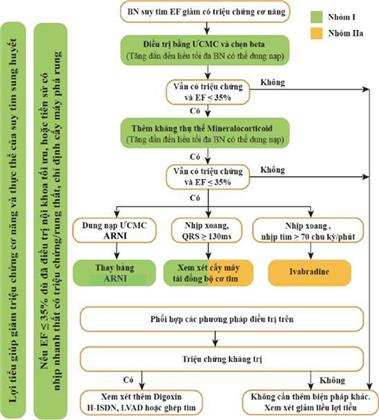 BN suy tim EF giảm có triệu chứng cơ năng
Nhóm I
Nhóm IIa
Điều trị bằng ƯCMC và chẹn beta
(Tăng dần đến liều tối đa BN có thể dung nạp)
Vẫn có triệu chứng
và EF ≤ 35%
Không
Có
Thêm kháng thụ thể Mineralocorticoid
(Tăng dần đến liều tối đa BN có thể dung nạp)
Có
Vẫn có triệu chứng
và EF ≤ 35%
Không
Có
Dung nạp ƯCMC
ARNI
Nhịp xoang,
QRS ≥ 130ms
Nhịp xoang,
nhịp tim > 70 chu kỳ/phút
Thay bằng
ARNI
Xem xét cấy máy
tái đồng bộ cơ tim
Ivabradine
Phối hợp các phương pháp điều trị trên
Triệu chứng kháng trị
Có
Không
Xem xét thêm Digoxin
H-ISDN, LVAD hoặc ghép tim
Không cần thêm biện pháp khác.
Xem xét giảm liều lợi tiểu
Lợi tiểu giúp giảm triệu chứng cơ năng và thực thể của suy tim sung huyết
Nếu EF ≤ 35% dù đã điều trị nội khoa tối ưu, hoặc tiền sử có
nhịp nhanh thất có triệu chứng/rung thất, chỉ định cấy máy phá rung